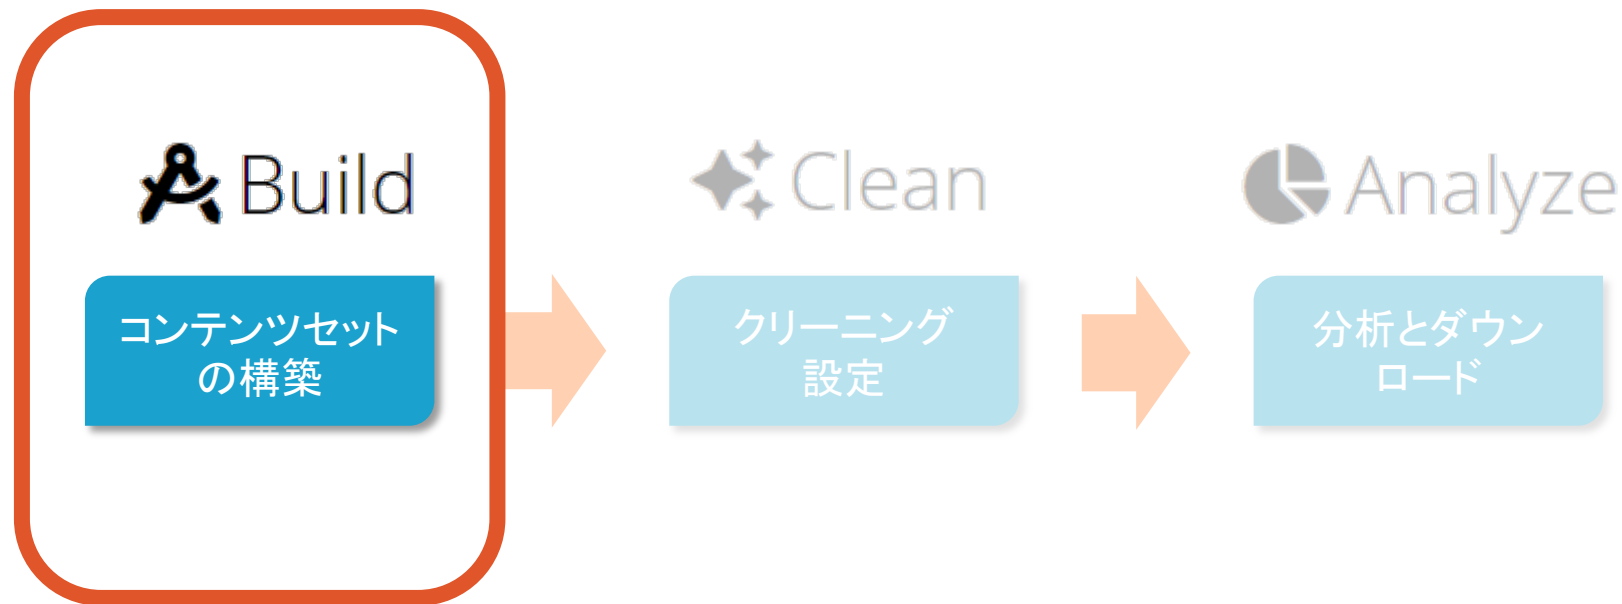 Build
コンテンツセット
の構築
Clean
クリーニング
設定
Analyze
分析とダウン
ロード